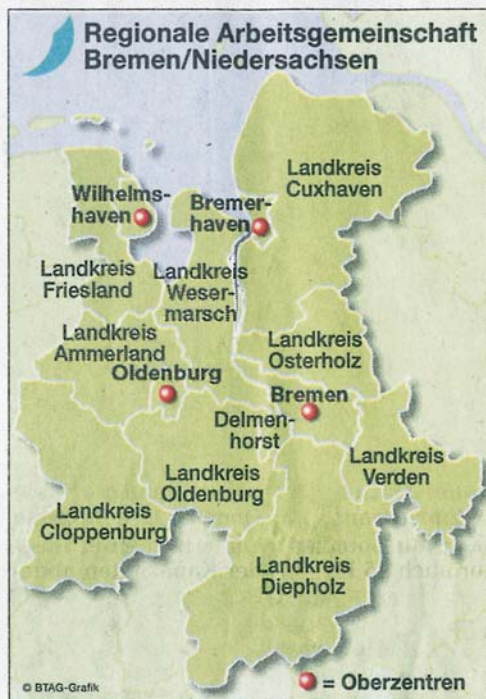 Regionale Arbeitsgemeinschaft
Bremen/Niedersachsen
Landkreis
Cuxhaven
Wilhelms-
haven
Bremer-
haven
Landkreis
Friesland
Landkreis
Weser-
marsch
Landkreis
Ammerland
Landkreis
Osterholz
Oldenburg
Bremen
Delmen-
horst
Landkreis
Verden
Landkreis
Oldenburg
Landkreis
Cloppenburg
Landkreis
Diepholz
© BTAG-Grafik
= Oberzentren